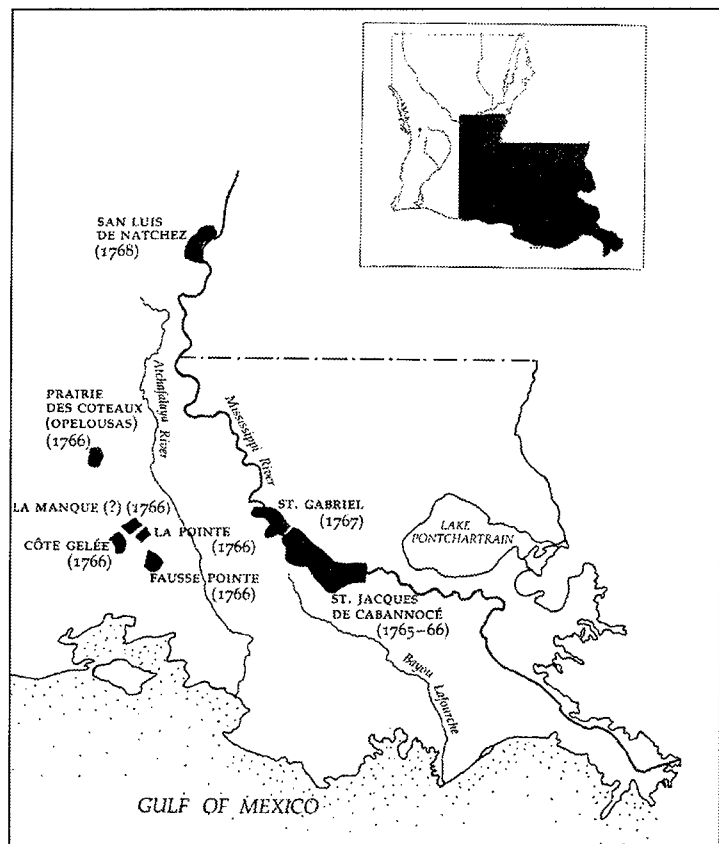 SAN LUIS
DE NATCHEZ
(1768)
Atchafalaya River
PRAIRIE
DES COTEAUX
(OPELOUSAS)
(1766)
Mississippi River
LA MANQUE (?) (1766)
ST. GABRIEL
(1767)
LA POINTE
(1766)
CÔTE GELÉE
(1766)
FAUSSE POINTE
(1766)
LAKE
PONTCHARTRAIN
ST. JACQUES
DE CABANNOCÉ
(1765–66)
Bayou Lafourche
GULF OF MEXICO